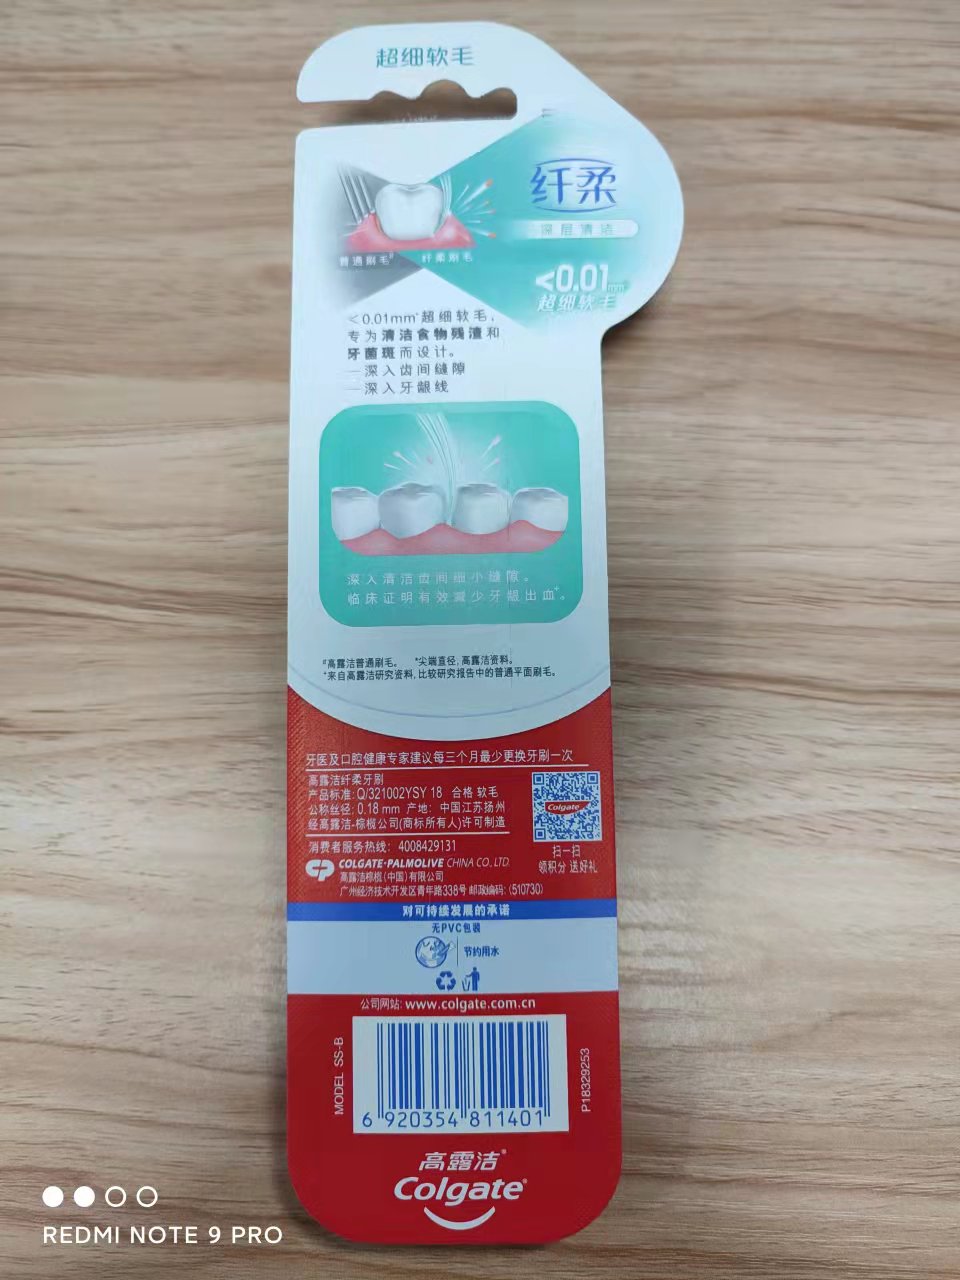 超细软毛
纤柔
深层清洁
<0.01mm
超细软毛
普通刷毛# 纤柔刷毛
<0.01mm*超细软毛,
专为清洁食物残渣和
牙菌斑而设计。
—深入齿间缝隙
—深入牙龈线
深入清洁齿间细小缝隙。
临床证明有效减少牙龈出血+。
#高露洁普通刷毛。 *尖端直径,高露洁资料。
+来自高露洁研究资料,比较研究报告中的普通平面刷毛。
牙医及口腔健康专家建议每三个月最少更换牙刷一次
高露洁纤柔牙刷
产品标准: Q/321002YSY 18 合格 软毛
公称丝径: 0.18 mm 产地: 中国江苏扬州
经高露洁-棕榄公司(商标所有人)许可制造
Colgate
扫一扫
领积分 送好礼
消费者服务热线: 4008429131
CP COLGATE-PALMOLIVE CHINA CO., LTD.
高露洁棕榄(中国)有限公司
广州经济技术开发区青年路338号 邮政编码: (510730)
对可持续发展的承诺
无PVC包装
节约用水
公司网站: www.colgate.com.cn
MODEL SS-B
P18329253
6 920354 811401
高露洁®
Colgate®
REDMI NOTE 9 PRO